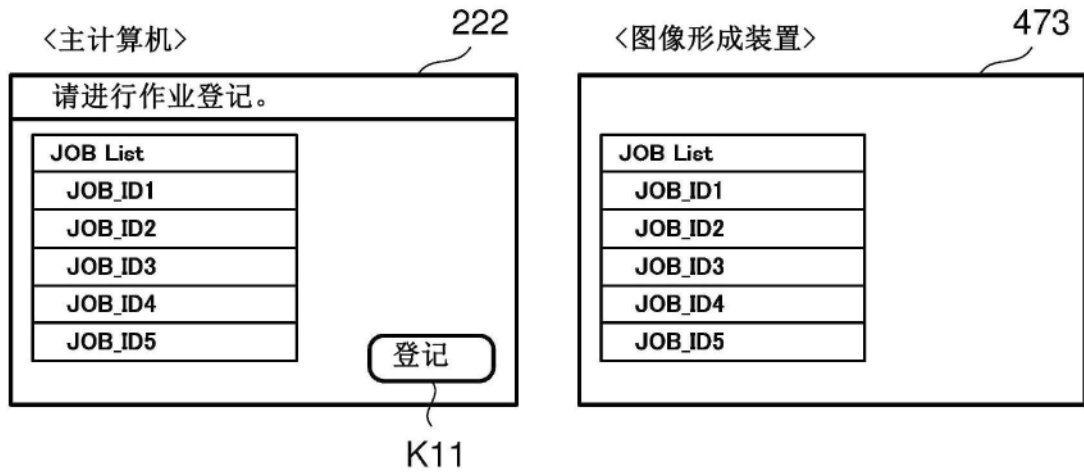 <主计算机>
222
请进行作业登记。
JOB List
JOB_ID1
JOB_ID2
JOB_ID3
JOB_ID4
JOB_ID5
登记
K11
<图像形成装置>
473
JOB List
JOB_ID1
JOB_ID2
JOB_ID3
JOB_ID4
JOB_ID5